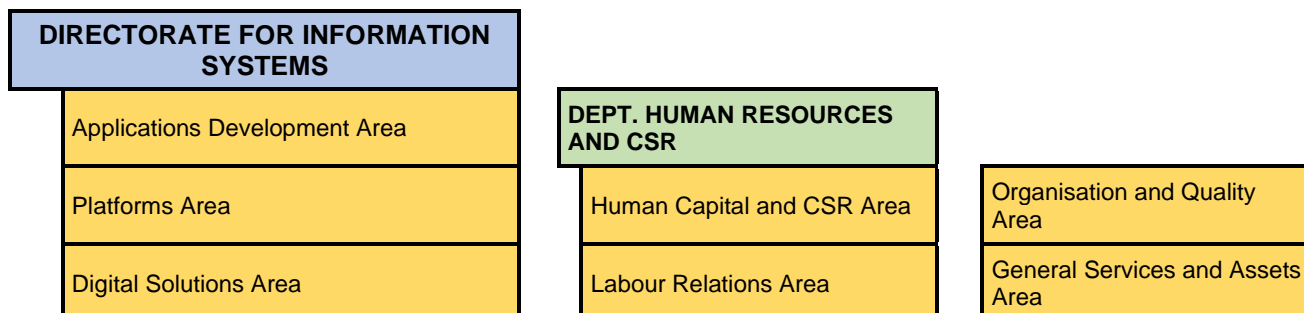 DIRECTORATE FOR INFORMATION
SYSTEMS
Applications Development Area
Platforms Area
Digital Solutions Area
DEPT. HUMAN RESOURCES
AND CSR
Human Capital and CSR Area
Labour Relations Area
Organisation and Quality
Area
General Services and Assets
Area